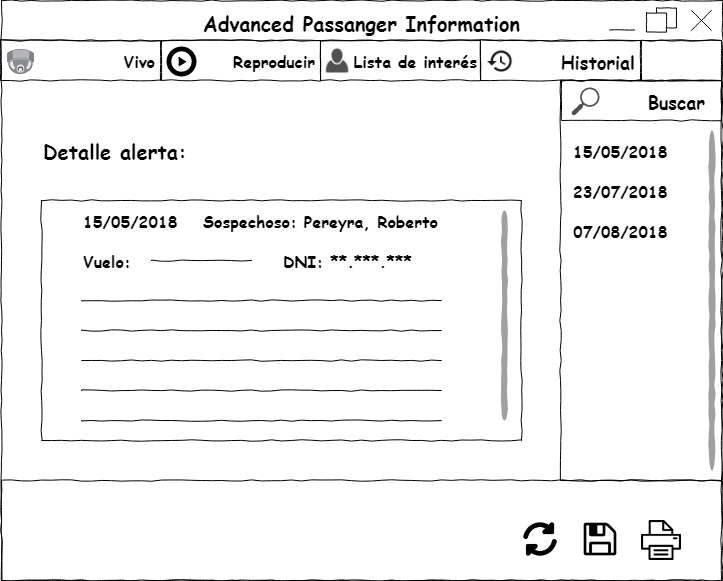 Advanced Passanger Information
Vivo
Reproducir
Lista de interés
Historial
Buscar
Detalle alerta:
15/05/2018 Sospechoso: Pereyra, Roberto
Vuelo: DNI: **.***.***
15/05/2018
23/07/2018
07/08/2018